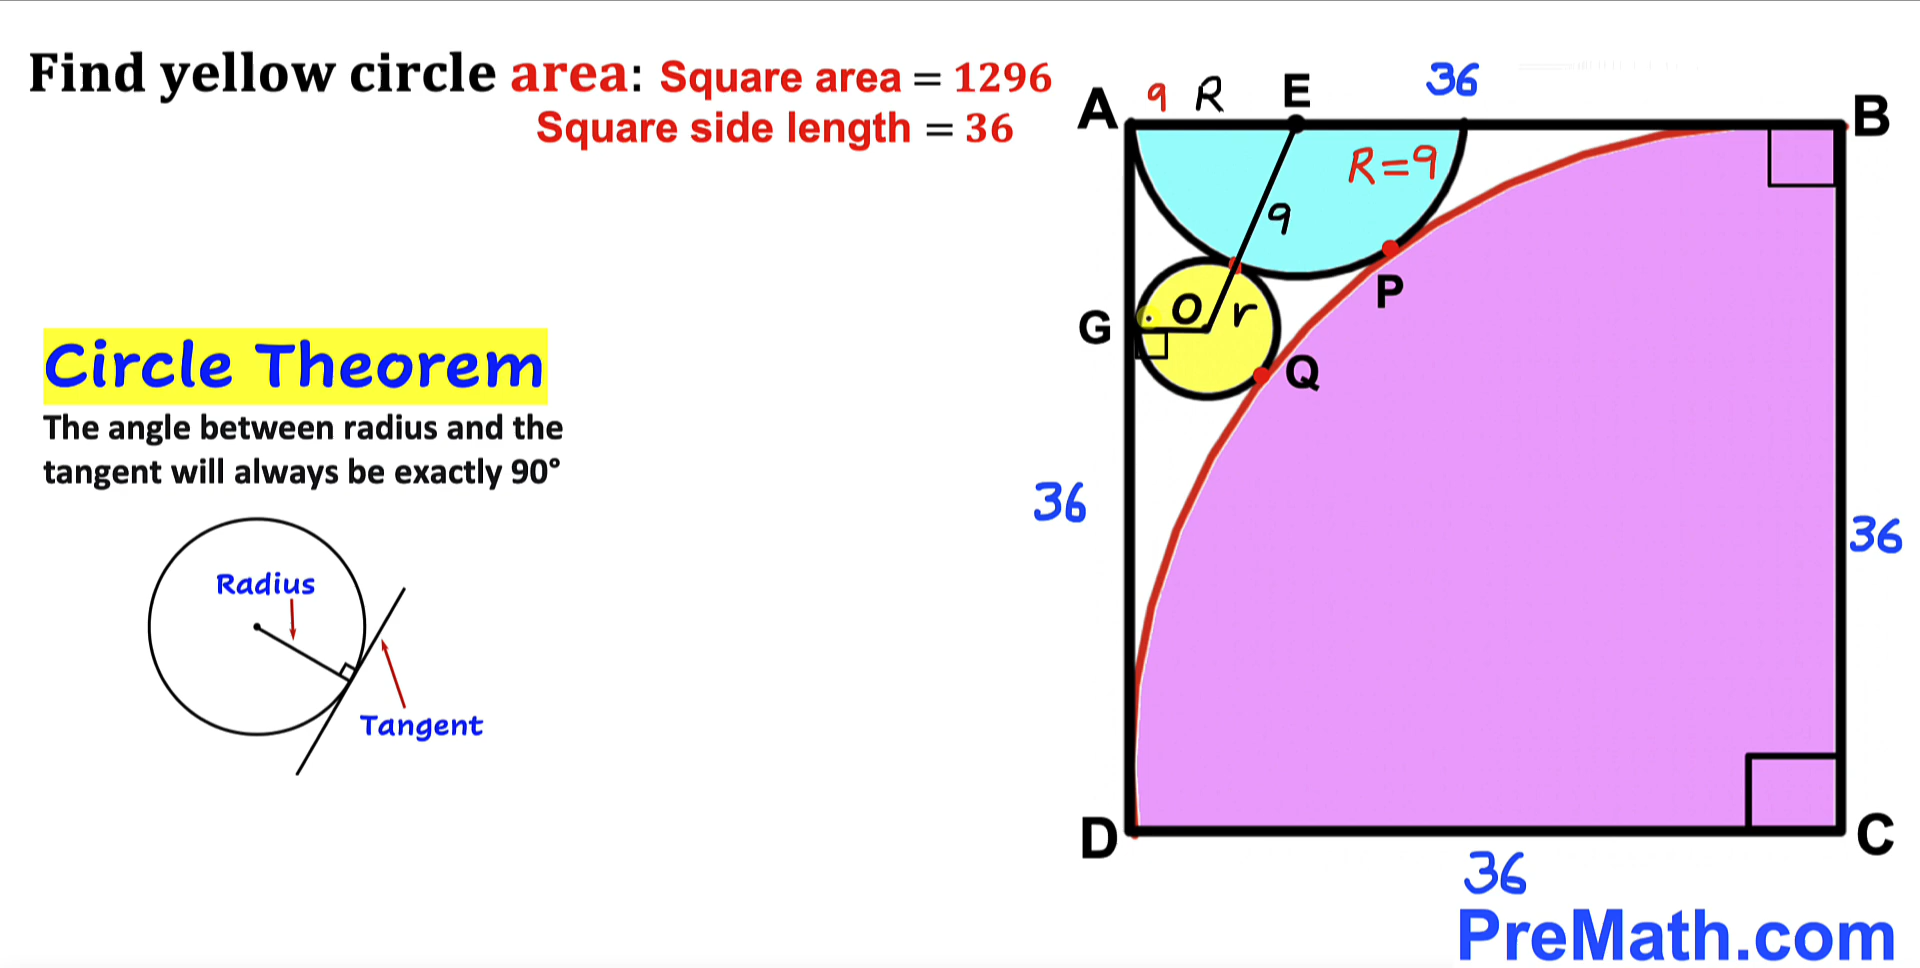 Find yellow circle area: Square area = 1296
Square side length = 36
A 9 R E 36 B
R=9
9
P
G O r
Q
Circle Theorem
The angle between radius and the
tangent will always be exactly 90°
36
36
Radius
Tangent
D C
36
PreMath.com